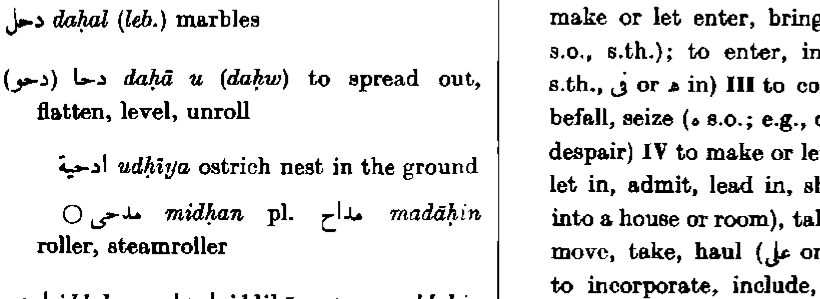 دحل daḥal (leb.) marbles
دحا (دحو) daḥā u (daḥw) to spread out,
flatten, level, unroll
ادحية udḥīya ostrich nest in the ground
○ مدحى midḥan pl. مداح madāḥin
roller, steamroller
make or let enter, bring
s.o., s.th.); to enter, in
s.th., فى or ه in) III to co
befall, seize (ه s.o.; e.g.,
despair) IV to make or le
let in, admit, lead in, sh
into a house or room), tal
move, take, haul (على or
to incorporate, include,